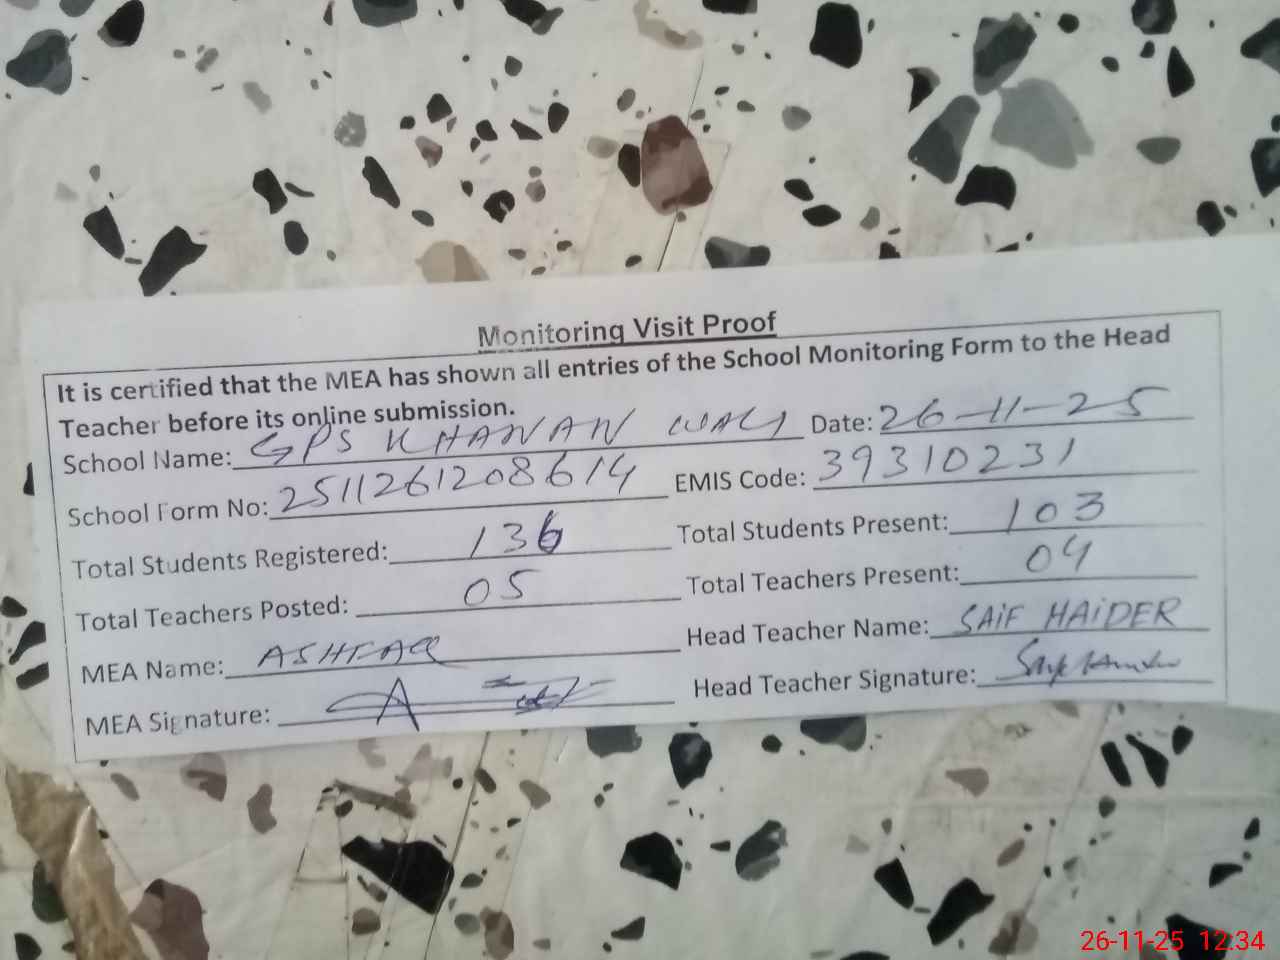 Monitoring Visit Proof
It is certified that the MEA has shown all entries of the School Monitoring Form to the Head
Teacher before its online submission.
School Name: GPS KHANAN WALI Date: 26-11-25
School Form No: 2511261208614 EMIS Code: 39310231
Total Students Registered: 136 Total Students Present: 103
Total Teachers Posted: 05 Total Teachers Present: 04
MEA Name: ASHFAQ Head Teacher Name: SAIF HAIDER
MEA Signature: Head Teacher Signature:
26-11-25 12:34